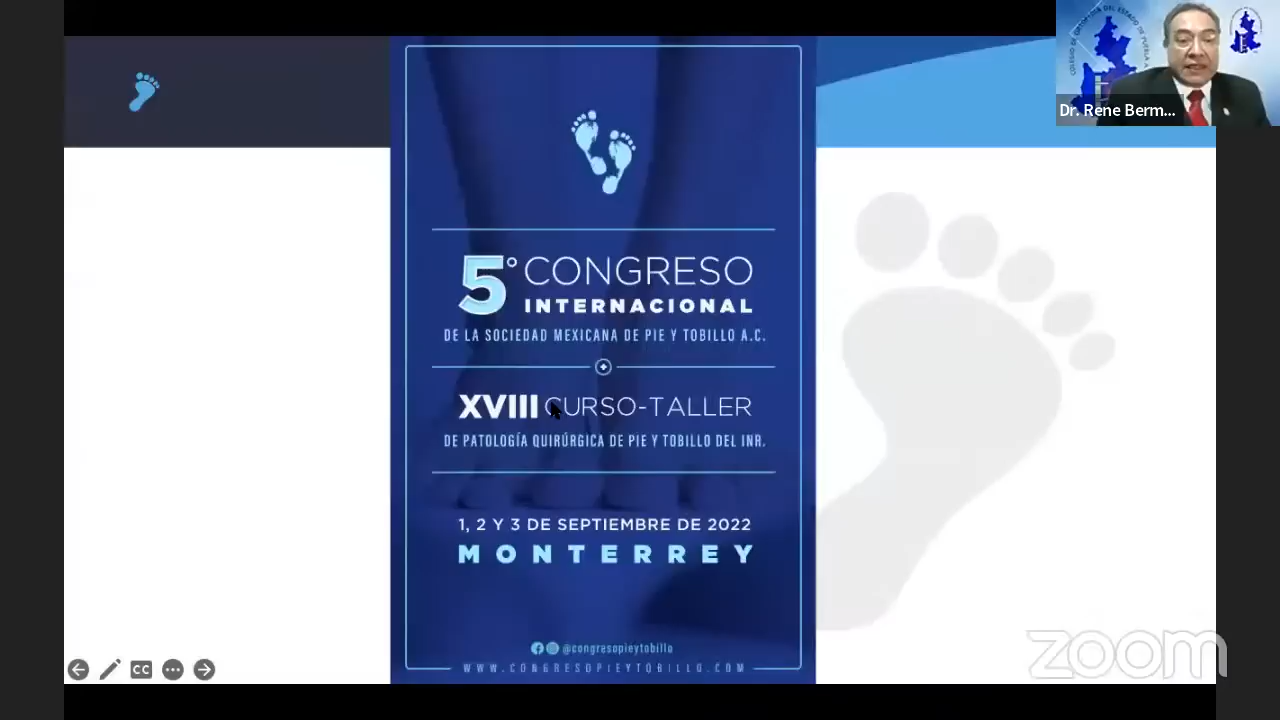 Dr. Rene Berm...
5° CONGRESO
INTERNACIONAL
DE LA SOCIEDAD MEXICANA DE PIE Y TOBILLO A.C.
XVIII CURSO-TALLER
DE PATOLOGÍA QUIRÚRGICA DE PIE Y TOBILLO DEL INR.
1, 2 Y 3 DE SEPTIEMBRE DE 2022
MONTERREY
@congresopieytobillo
WWW.CONGRESOPIEYTOBILLO.COM
CC
zoom